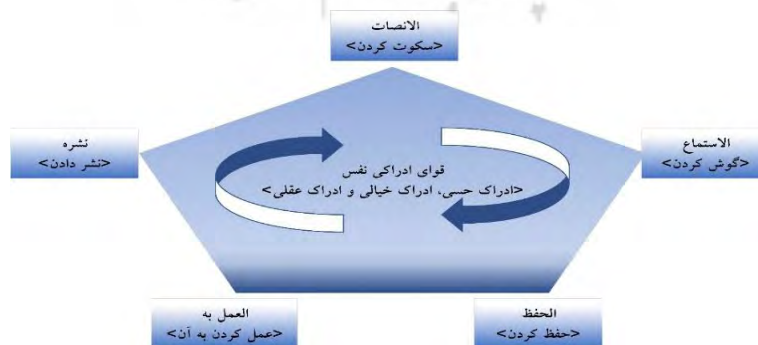 الانصات
<سکوت کردن>
الاستماع
<گوش کردن>
نشره
<نشر دادن>
قوای ادراکی نفس
<ادراک حسی، ادراک خیالی و ادراک عقلی>
الحفظ
<حفظ کردن>
العمل به
<عمل کردن به آن>